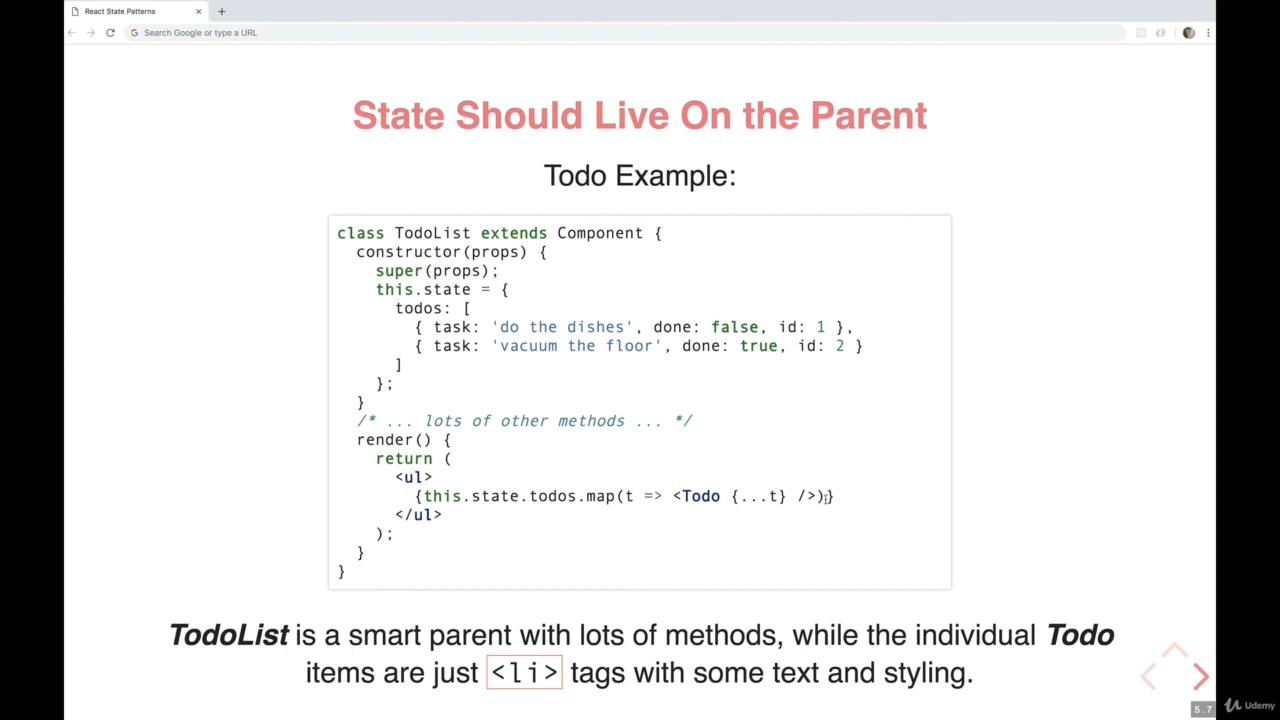 React State Patterns
Search Google or type a URL
State Should Live On the Parent
Todo Example:
class TodoList extends Component {
  constructor(props) {
    super(props);
    this.state = {
      todos: [
        { task: 'do the dishes', done: false, id: 1 },
        { task: 'vacuum the floor', done: true, id: 2 }
      ]
    };
  }
  /* ... lots of other methods ... */
  render() {
    return (
      <ul>
        {this.state.todos.map(t => <Todo {...t} />)}
      </ul>
    );
  }
}
TodoList is a smart parent with lots of methods, while the individual Todo
items are just <li> tags with some text and styling.
5.7
Udemy